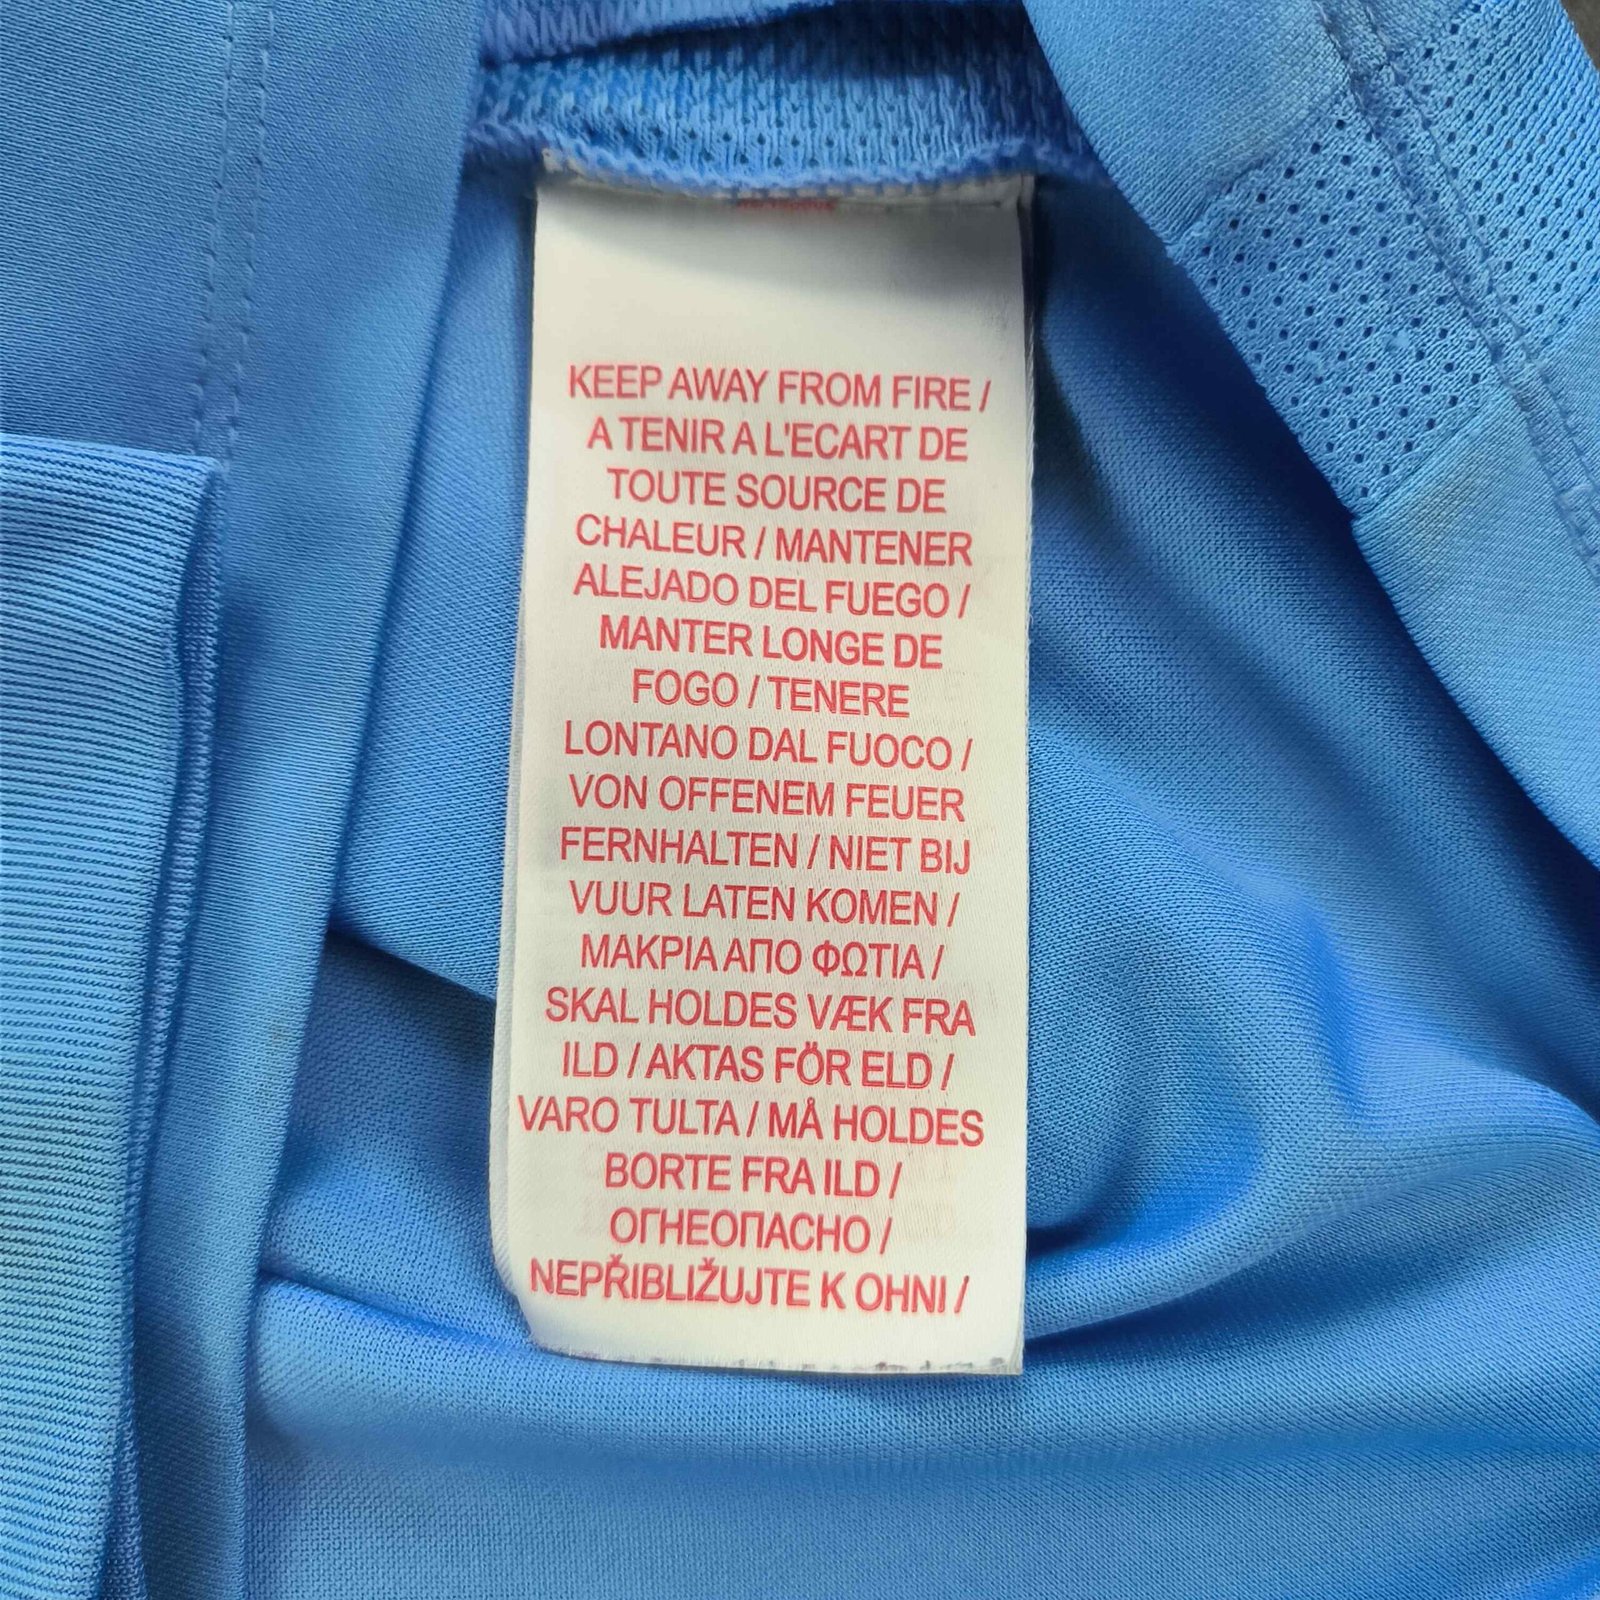 KEEP AWAY FROM FIRE /
A TENIR A L'ECART DE
TOUTE SOURCE DE
CHALEUR / MANTENER
ALEJADO DEL FUEGO /
MANTER LONGE DE
FOGO / TENERE
LONTANO DAL FUOCO /
VON OFFENEM FEUER
FERNHALTEN / NIET BIJ
VUUR LATEN KOMEN /
ΜΑΚΡΙΑ ΑΠΟ ΦΩΤΙΑ /
SKAL HOLDES VÆK FRA
ILD / AKTAS FÖR ELD /
VARO TULTA / MÅ HOLDES
BORTE FRA ILD /
ОГНЕОПАСНО /
NEPŘIBLIŽUJTE K OHNI /